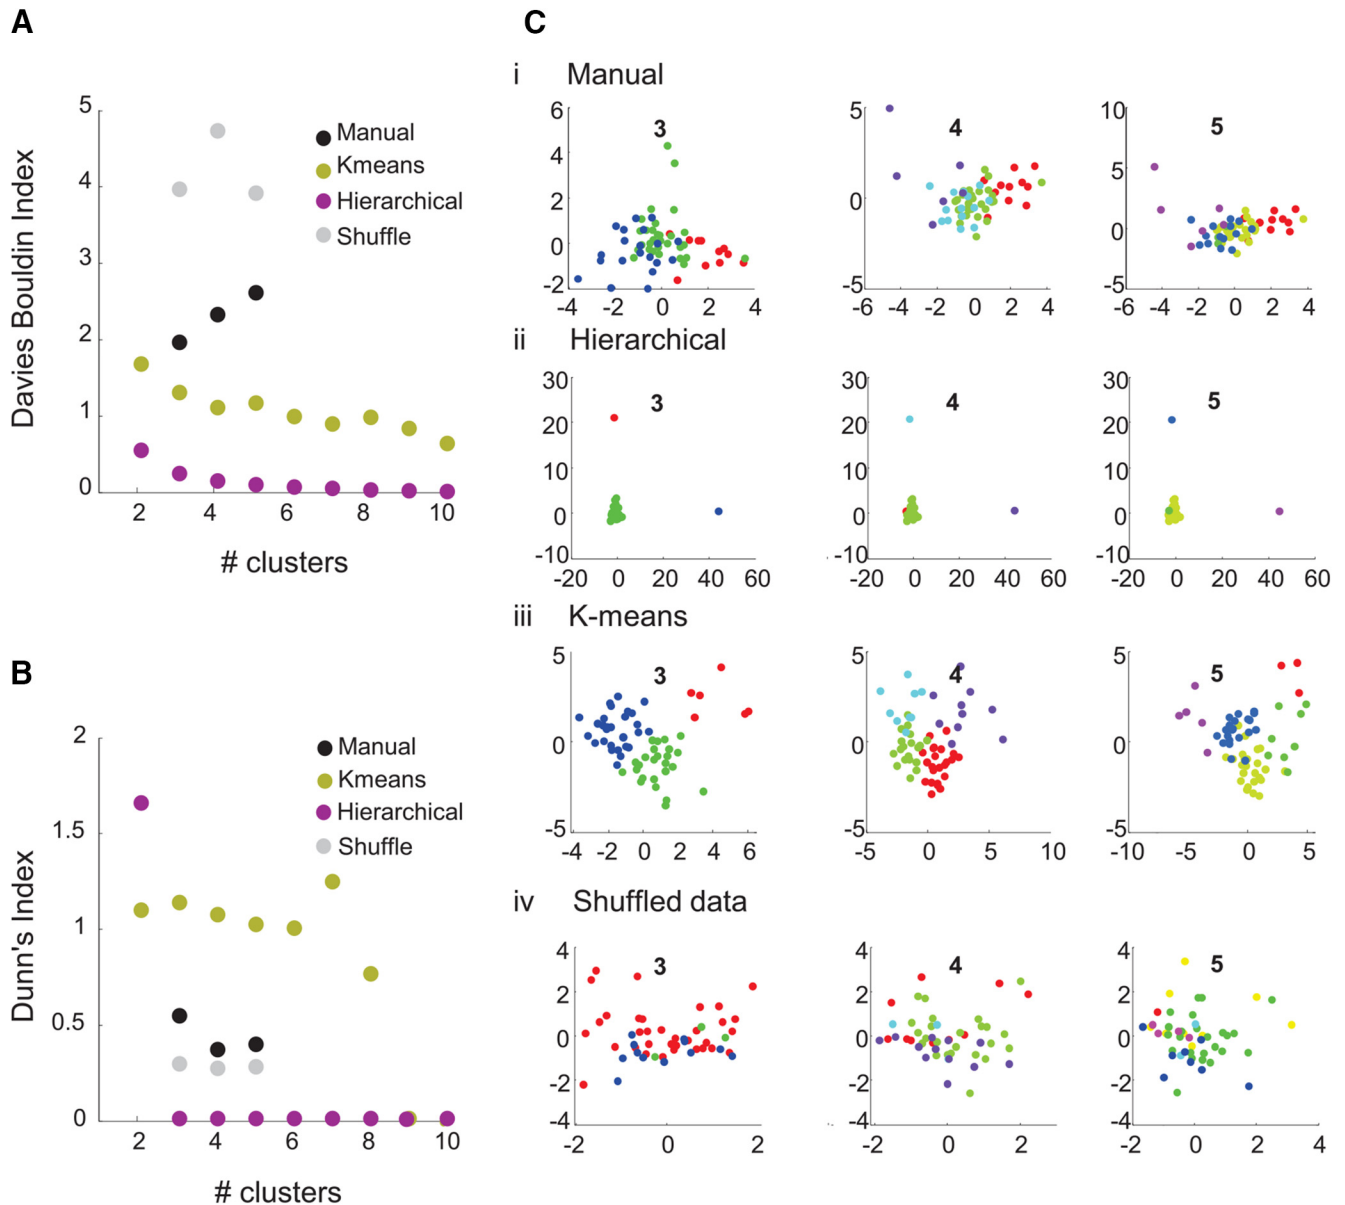 A
Davies Bouldin Index
5
4
3
2
1
0
2 4 6 8 10
# clusters
Manual
Kmeans
Hierarchical
Shuffle
B
Dunn's Index
2
1.5
1
0.5
0
2 4 6 8 10
# clusters
Manual
Kmeans
Hierarchical
Shuffle
C
i Manual
3
6
4
2
0
-2
-4 -2 0 2 4
4
5
0
-5
-6 -4 -2 0 2 4
5
10
5
0
-5
-6 -4 -2 0 2 4
ii Hierarchical
3
30
20
10
0
-10
-20 0 20 40 60
4
30
20
10
0
-10
-20 0 20 40 60
5
30
20
10
0
-10
-20 0 20 40 60
iii K-means
3
5
0
-5
-4 -2 0 2 4 6
4
5
0
-5
-5 0 5 10
5
5
0
-5
-10 -5 0 5
iv Shuffled data
3
4
2
0
-2
-4
-2 0 2
4
4
2
0
-2
-4
-2 0 2
5
4
2
0
-2
-4
-2 0 2 4